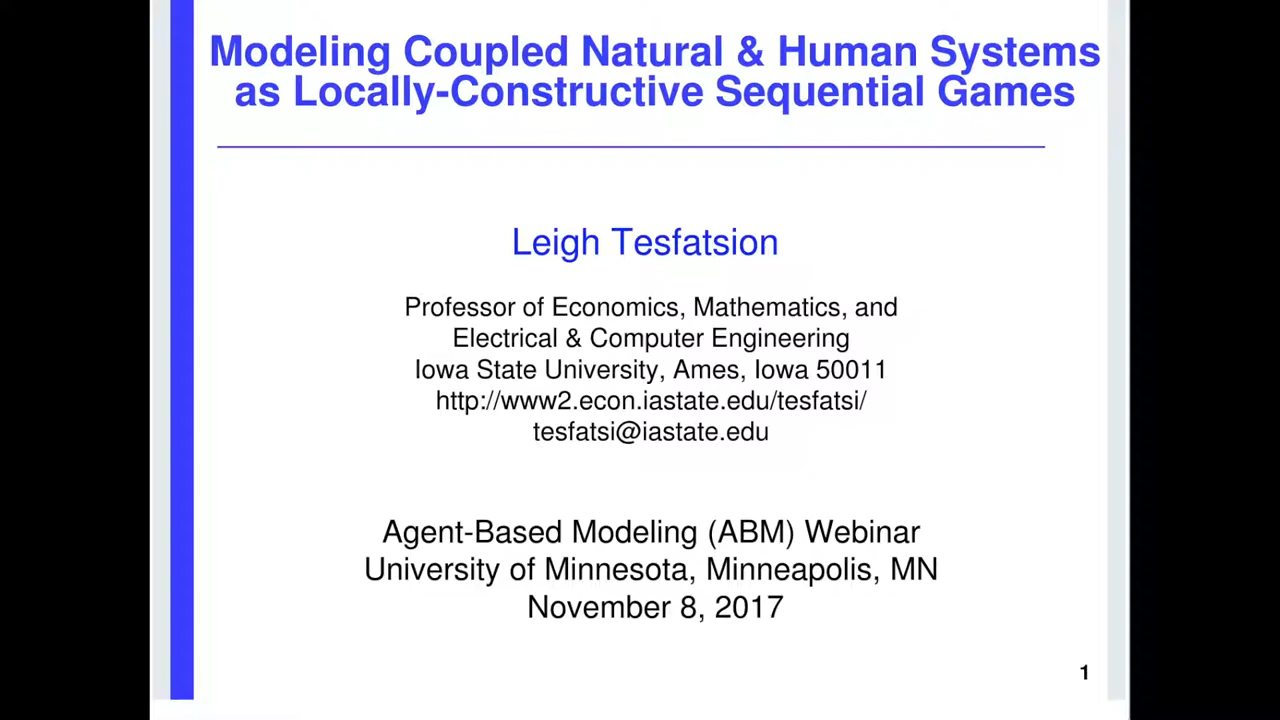 Modeling Coupled Natural & Human Systems
as Locally-Constructive Sequential Games
Leigh Tesfatsion
Professor of Economics, Mathematics, and
Electrical & Computer Engineering
Iowa State University, Ames, Iowa 50011
http://www2.econ.iastate.edu/tesfatsi/
tesfatsi@iastate.edu
Agent-Based Modeling (ABM) Webinar
University of Minnesota, Minneapolis, MN
November 8, 2017
1